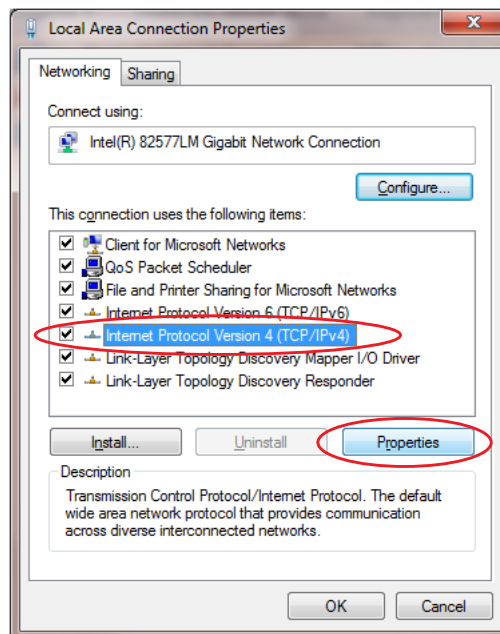 Local Area Connection Properties
Networking
Sharing
Connect using:
Intel(R) 82577LM Gigabit Network Connection
Configure...
This connection uses the following items:
Client for Microsoft Networks
QoS Packet Scheduler
File and Printer Sharing for Microsoft Networks
Internet Protocol Version 6 (TCP/IPv6)
Internet Protocol Version 4 (TCP/IPv4)
Link-Layer Topology Discovery Mapper I/O Driver
Link-Layer Topology Discovery Responder
Install...
Uninstall
Properties
Description
Transmission Control Protocol/Internet Protocol. The default
wide area network protocol that provides communication
across diverse interconnected networks.
OK
Cancel